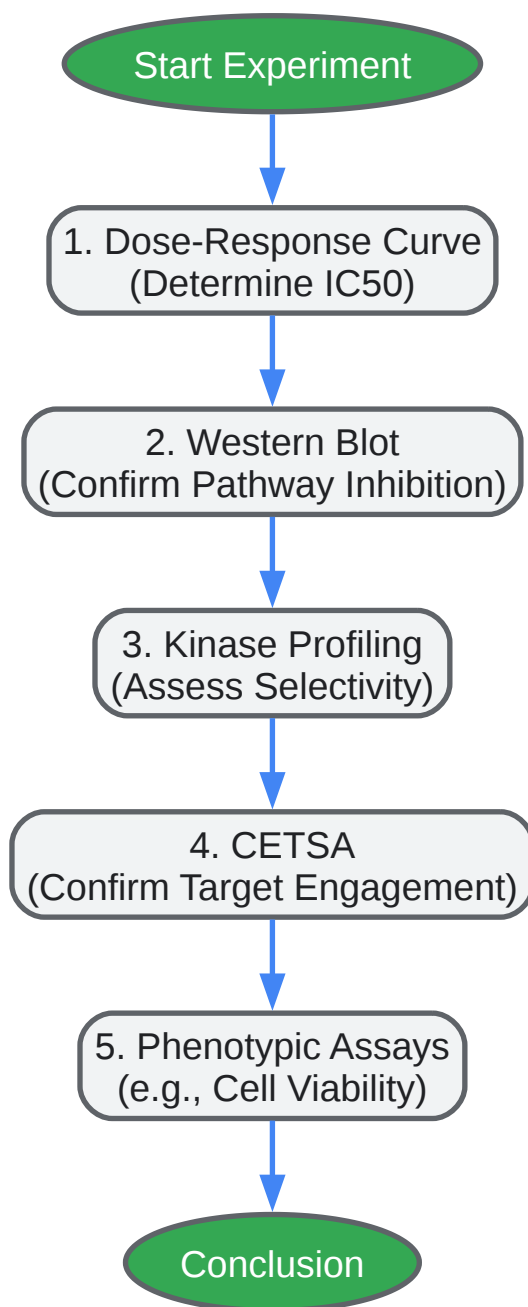 Start Experiment
1. Dose-Response Curve
(Determine IC50)
2. Western Blot
(Confirm Pathway Inhibition)
3. Kinase Profiling
(Assess Selectivity)
4. CETSA
(Confirm Target Engagement)
5. Phenotypic Assays
(e.g., Cell Viability)
Conclusion